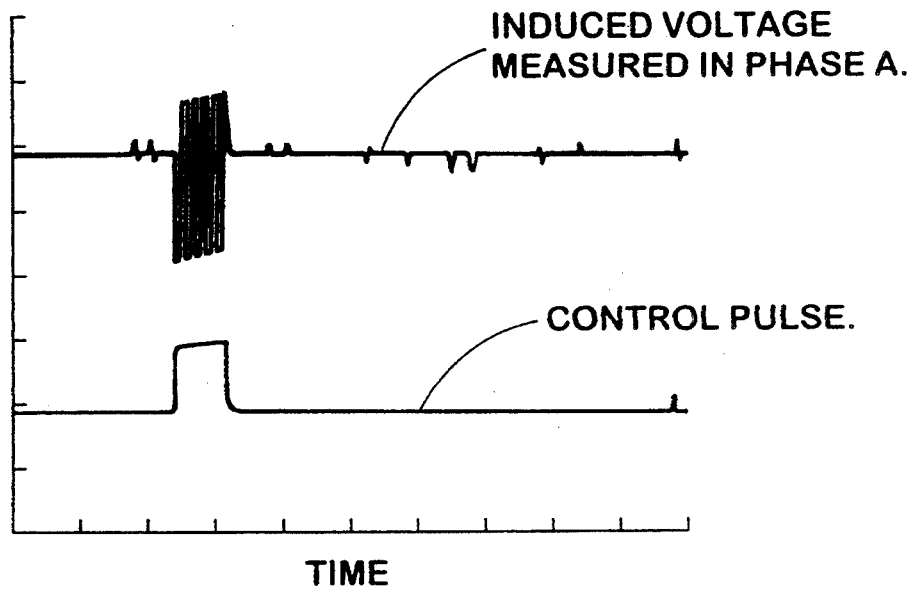 INDUCED VOLTAGE
MEASURED IN PHASE A.
CONTROL PULSE.
TIME